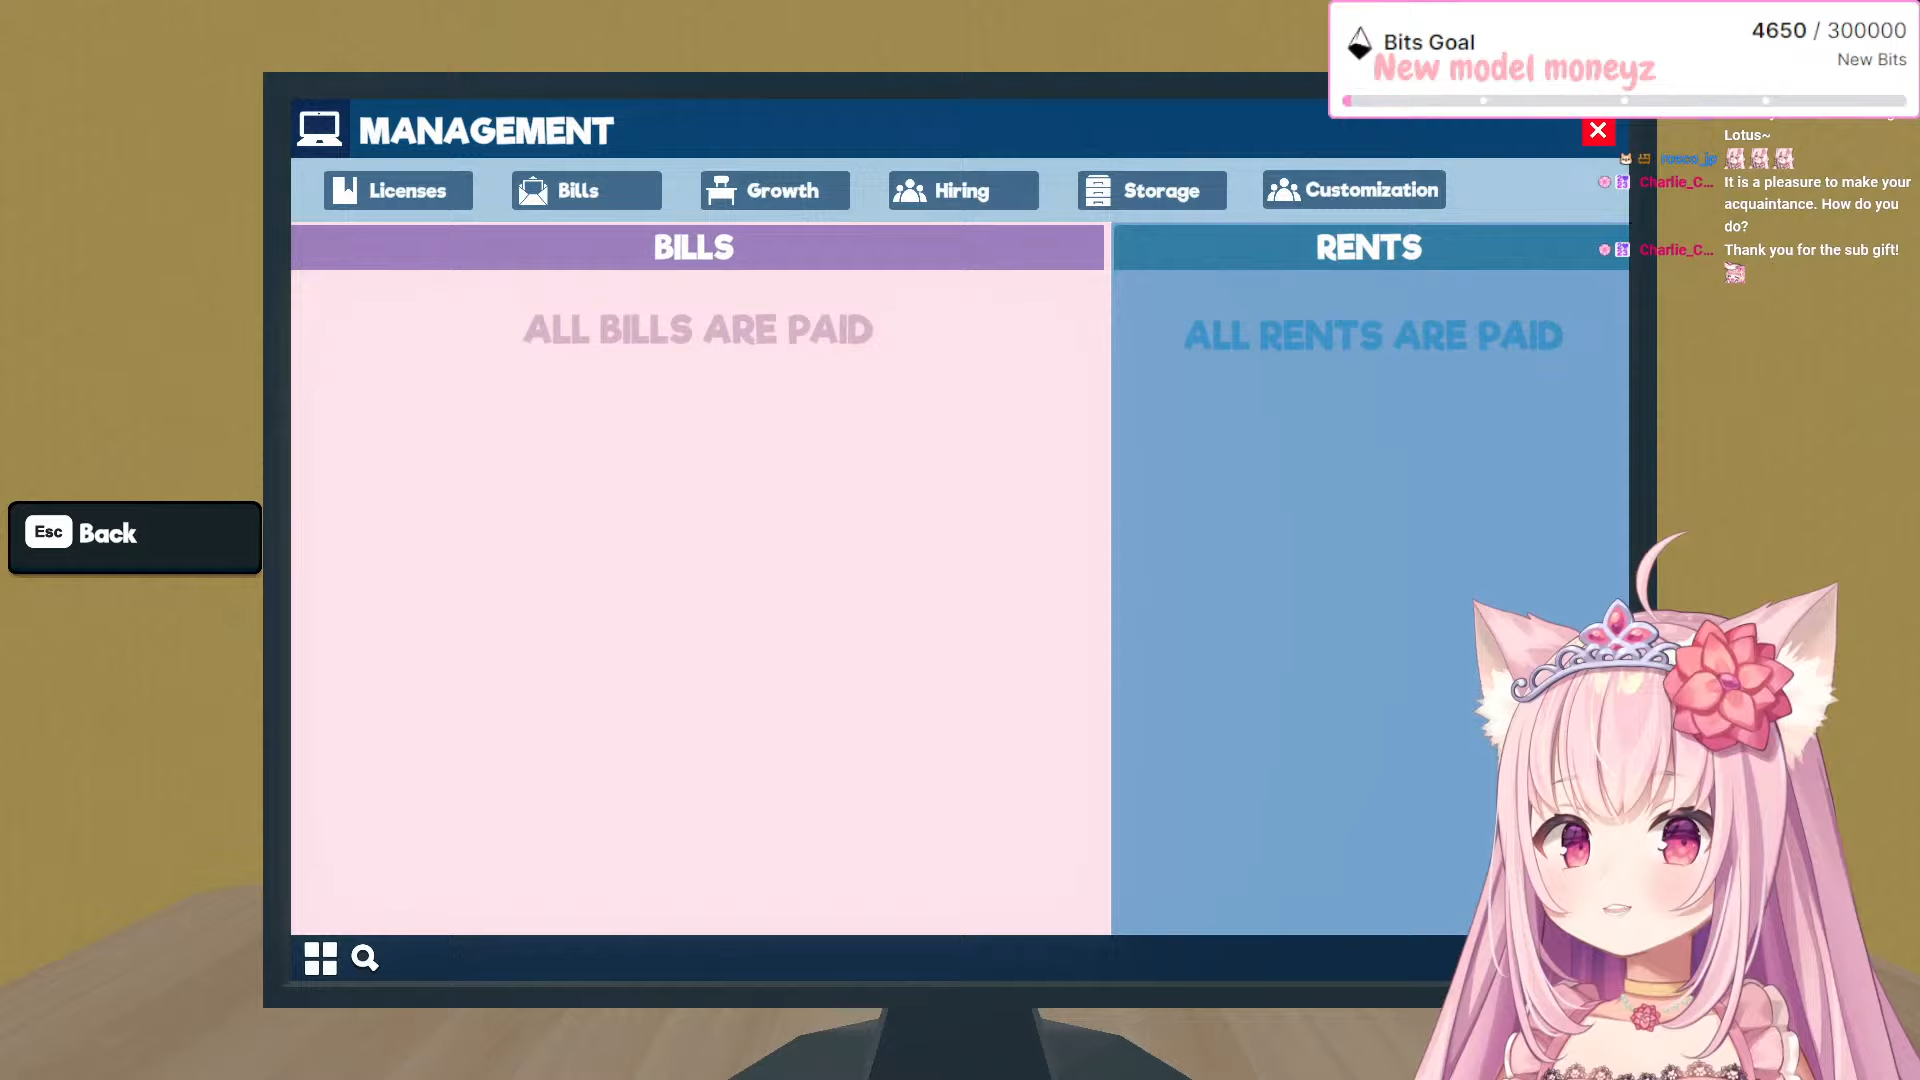 Bits Goal
4650 / 300000
New Bits
New model moneyz
MANAGEMENT
Licenses
Bills
Growth
Hiring
Storage
Customization
BILLS
RENTS
ALL BILLS ARE PAID
ALL RENTS ARE PAID
Esc Back
Lotus~
Charlie_C... It is a pleasure to make your
acquaintance. How do you
do?
Charlie_C... Thank you for the sub gift!